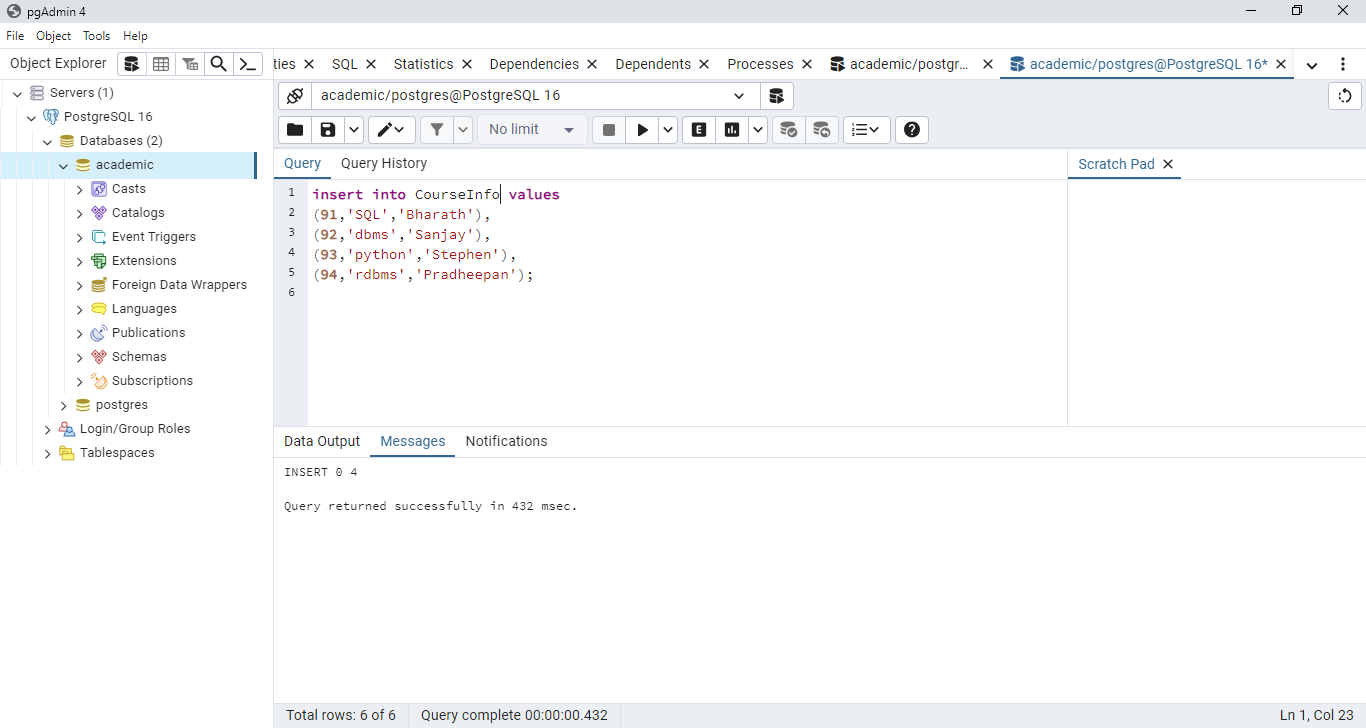 pgAdmin 4
File Object Tools Help
Object Explorer
ties SQL Statistics Dependencies Dependents Processes academic/postgr... academic/postgres@PostgreSQL 16*
Servers (1)
PostgreSQL 16
Databases (2)
academic
Casts
Catalogs
Event Triggers
Extensions
Foreign Data Wrappers
Languages
Publications
Schemas
Subscriptions
postgres
Login/Group Roles
Tablespaces
academic/postgres@PostgreSQL 16
No limit
E
Query Query History
Scratch Pad
1 insert into CourseInfo values
2 (91,'SQL','Bharath'),
3 (92,'dbms','Sanjay'),
4 (93,'python','Stephen'),
5 (94,'rdbms','Pradheepan');
6
Data Output Messages Notifications
INSERT 0 4
Query returned successfully in 432 msec.
Total rows: 6 of 6 Query complete 00:00:00.432 Ln 1, Col 23